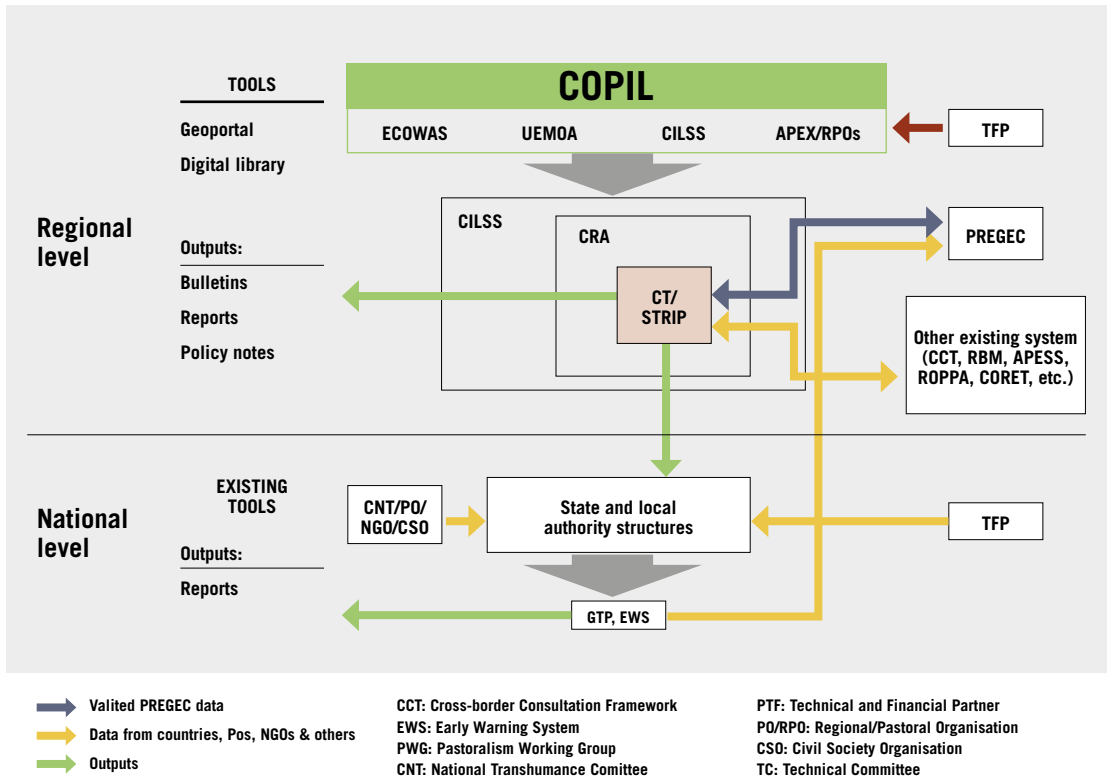 COPIL
TOOLS
Geoportal
Digital library
ECOWAS
UEMOA
CILSS
APEX/RPOs
TFP
Regional
level
CILSS
CRA
CT/
STRIP
PREGEC
Outputs:
Bulletins
Reports
Policy notes
Other existing system
(CCT, RBM, APESS,
ROPPA, CORET, etc.)
National
level
EXISTING
TOOLS
CNT/PO/
NGO/CSO
State and local
authority structures
TFP
Outputs:
Reports
GTP, EWS
Valited PREGEC data
Data from countries, Pos, NGOs & others
Outputs
CCT: Cross-border Consultation Framework
EWS: Early Warning System
PWG: Pastoralism Working Group
CNT: National Transhumance Comittee
PTF: Technical and Financial Partner
PO/RPO: Regional/Pastoral Organisation
CSO: Civil Society Organisation
TC: Technical Committee